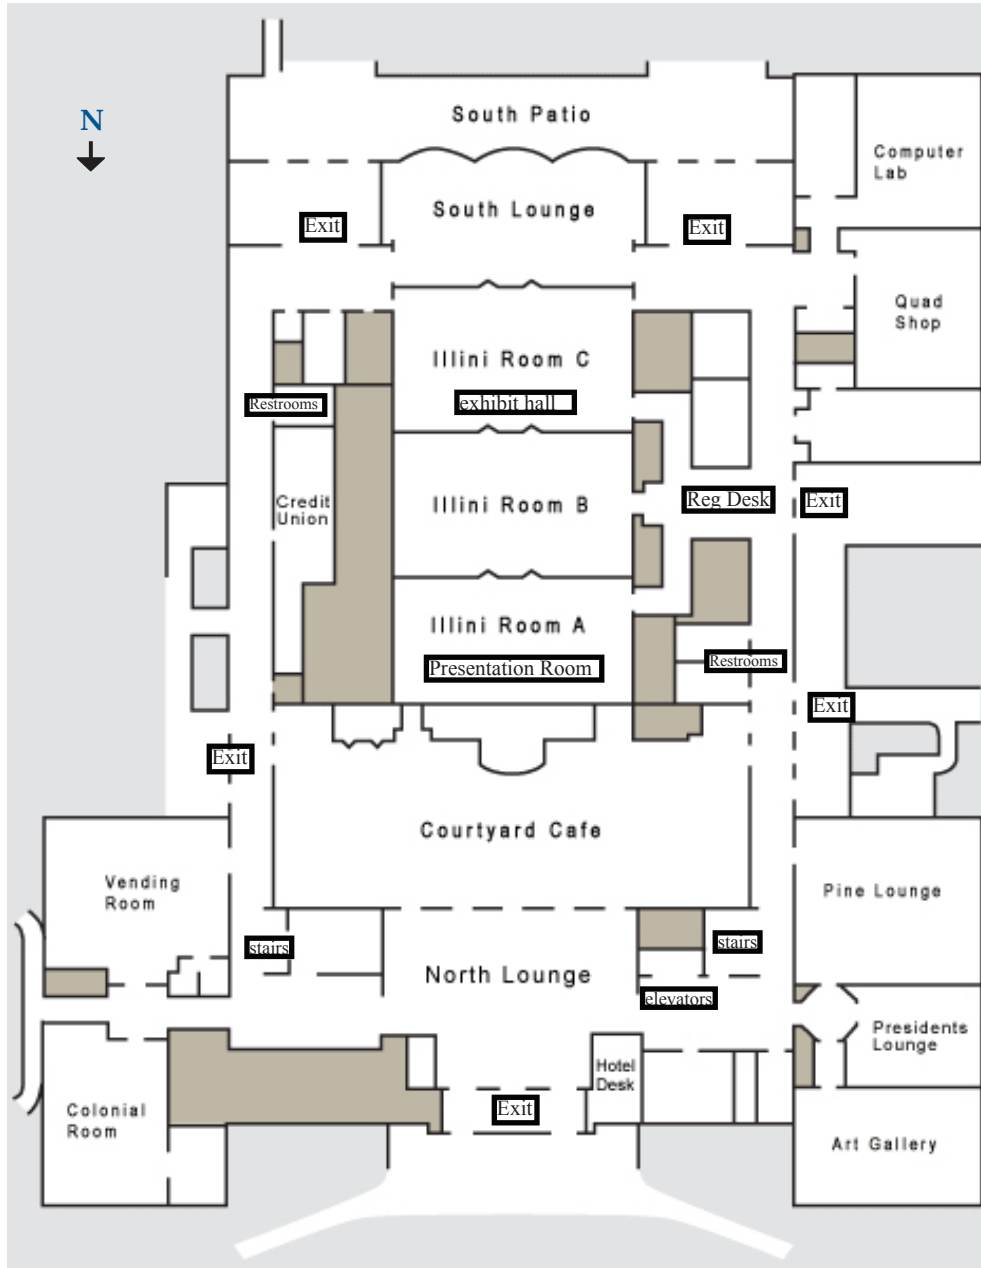 South Patio
N
Computer
Lab
South Lounge
Exit
Exit
Quad
Shop
Illini Room C
exhibit hall
Restrooms
Credit
Union
Illini Room B
Reg Desk
Exit
Illini Room A
Presentation Room
Restrooms
Exit
Exit
Courtyard Cafe
Vending
Room
Pine Lounge
stairs
stairs
North Lounge
elevators
Presidents
Lounge
Hotel
Desk
Colonial
Room
Exit
Art Gallery